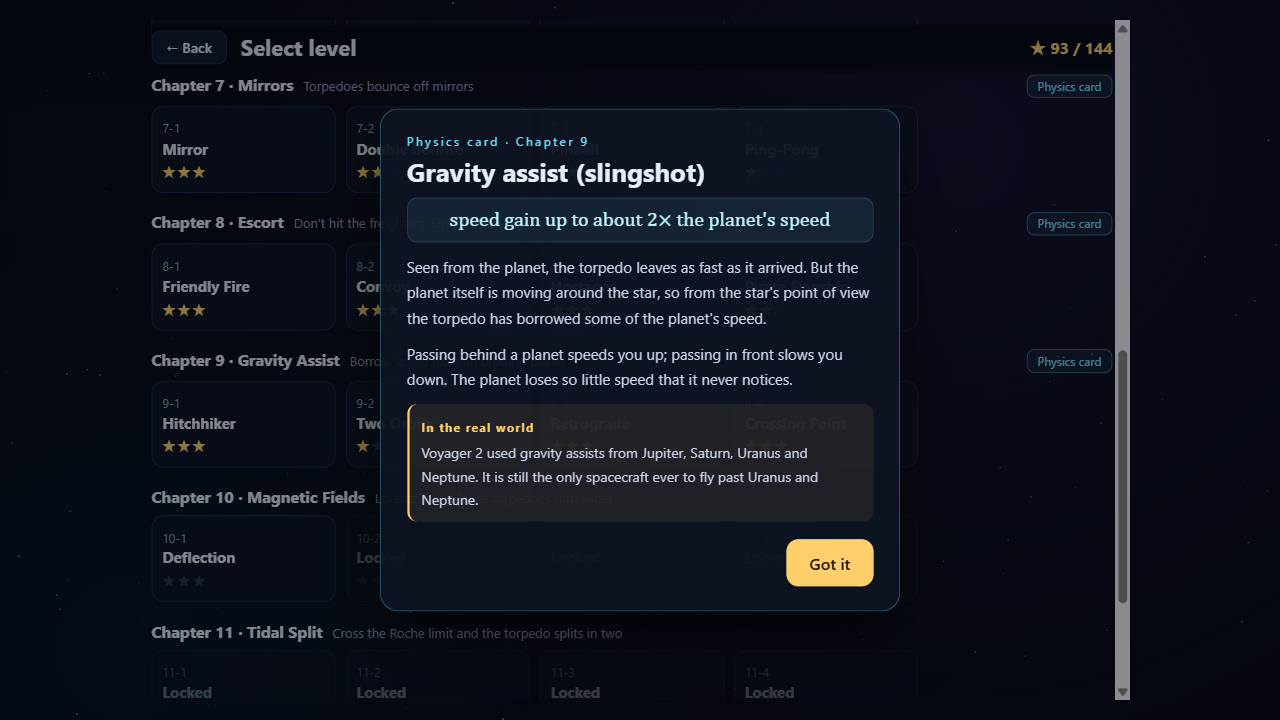 ← Back
Select level
★ 93 / 144
Chapter 7 · Mirrors Torpedoes bounce off mirrors
Physics card
7-1
Mirror
★★★
7-2
Double Bounce
Ping-Pong
Physics card · Chapter 9
Gravity assist (slingshot)
speed gain up to about 2× the planet's speed
Seen from the planet, the torpedo leaves as fast as it arrived. But the
planet itself is moving around the star, so from the star's point of view
the torpedo has borrowed some of the planet's speed.
Passing behind a planet speeds you up; passing in front slows you
down. The planet loses so little speed that it never notices.
In the real world
Voyager 2 used gravity assists from Jupiter, Saturn, Uranus and
Neptune. It is still the only spacecraft ever to fly past Uranus and
Neptune.
Got it
Chapter 8 · Escort Don't hit the
Physics card
8-1
Friendly Fire
★★★
8-2
Convoy
Chapter 9 · Gravity Assist
Physics card
9-1
Hitchhiker
★★★
9-2
Two
Retrograde
Crossing Point
Chapter 10 · Magnetic Fields
10-1
Deflection
★★★
10-2
Locked
Locked
Chapter 11 · Tidal Split Cross the Roche limit and the torpedo splits in two
11-1
Locked
11-2
Locked
11-3
Locked
11-4
Locked